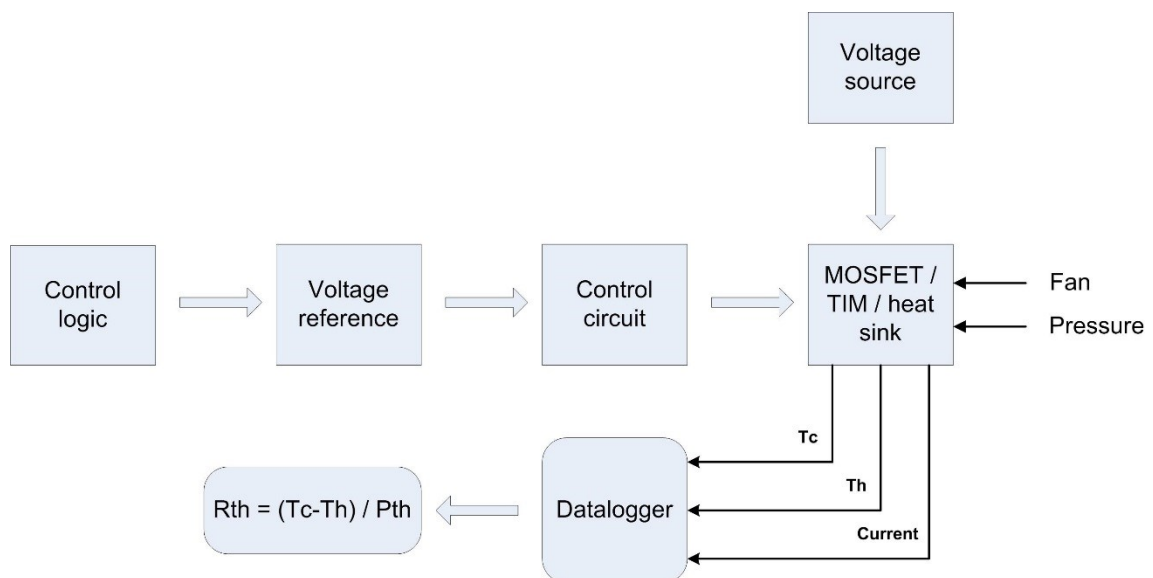 Voltage
source
Control
logic
Voltage
reference
Control
circuit
MOSFET /
TIM / heat
sink
Fan
Pressure
Tc
Th
Current
Rth = (Tc-Th) / Pth
Datalogger